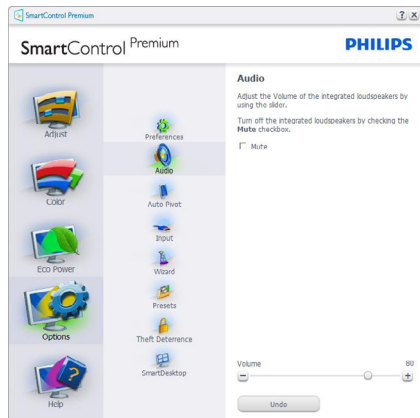 SmartControl Premium
SmartControl Premium
PHILIPS
Adjust
Color
Eco Power
Options
Help
Preferences
Audio
Auto Pivot
Input
Wizard
Presets
Theft Deterrence
SmartDesktop
Audio
Adjust the Volume of the integrated loudspeakers by
using the slider.
Turn off the integrated loudspeakers by checking the
Mute checkbox.
Mute
Volume 80
Undo